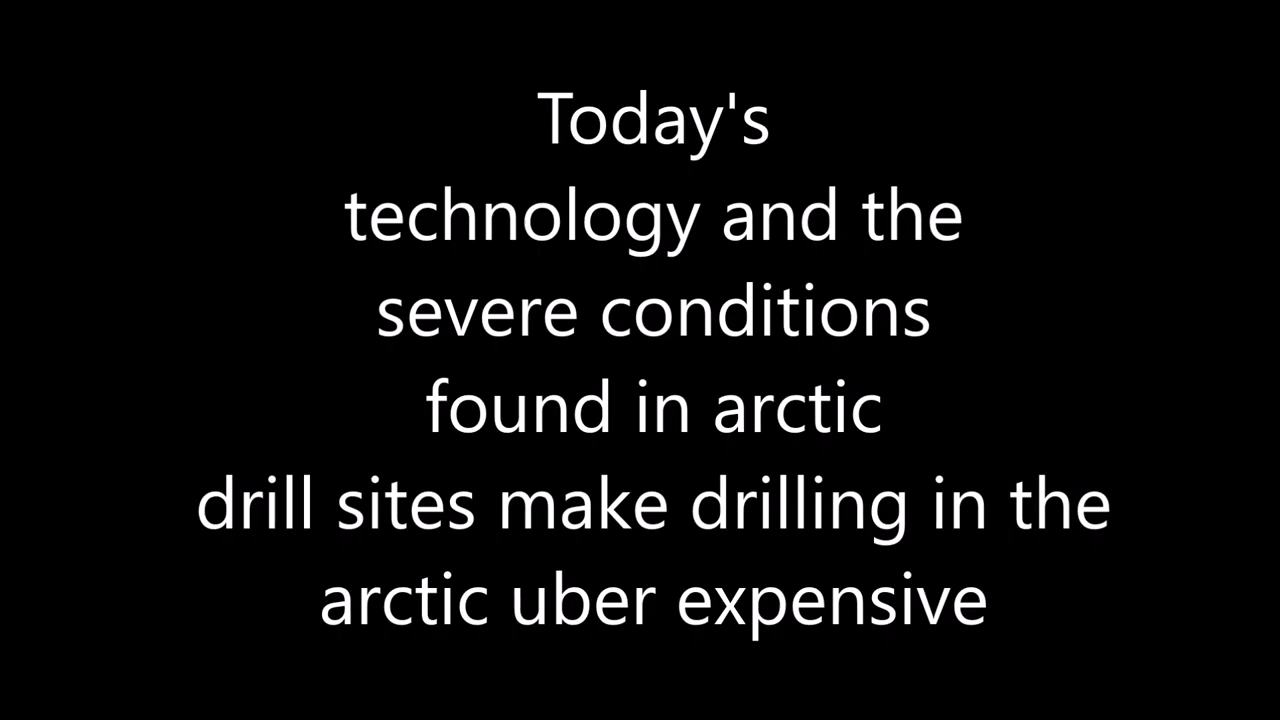 Today's
technology and the
severe conditions
found in arctic
drill sites make drilling in the
arctic uber expensive